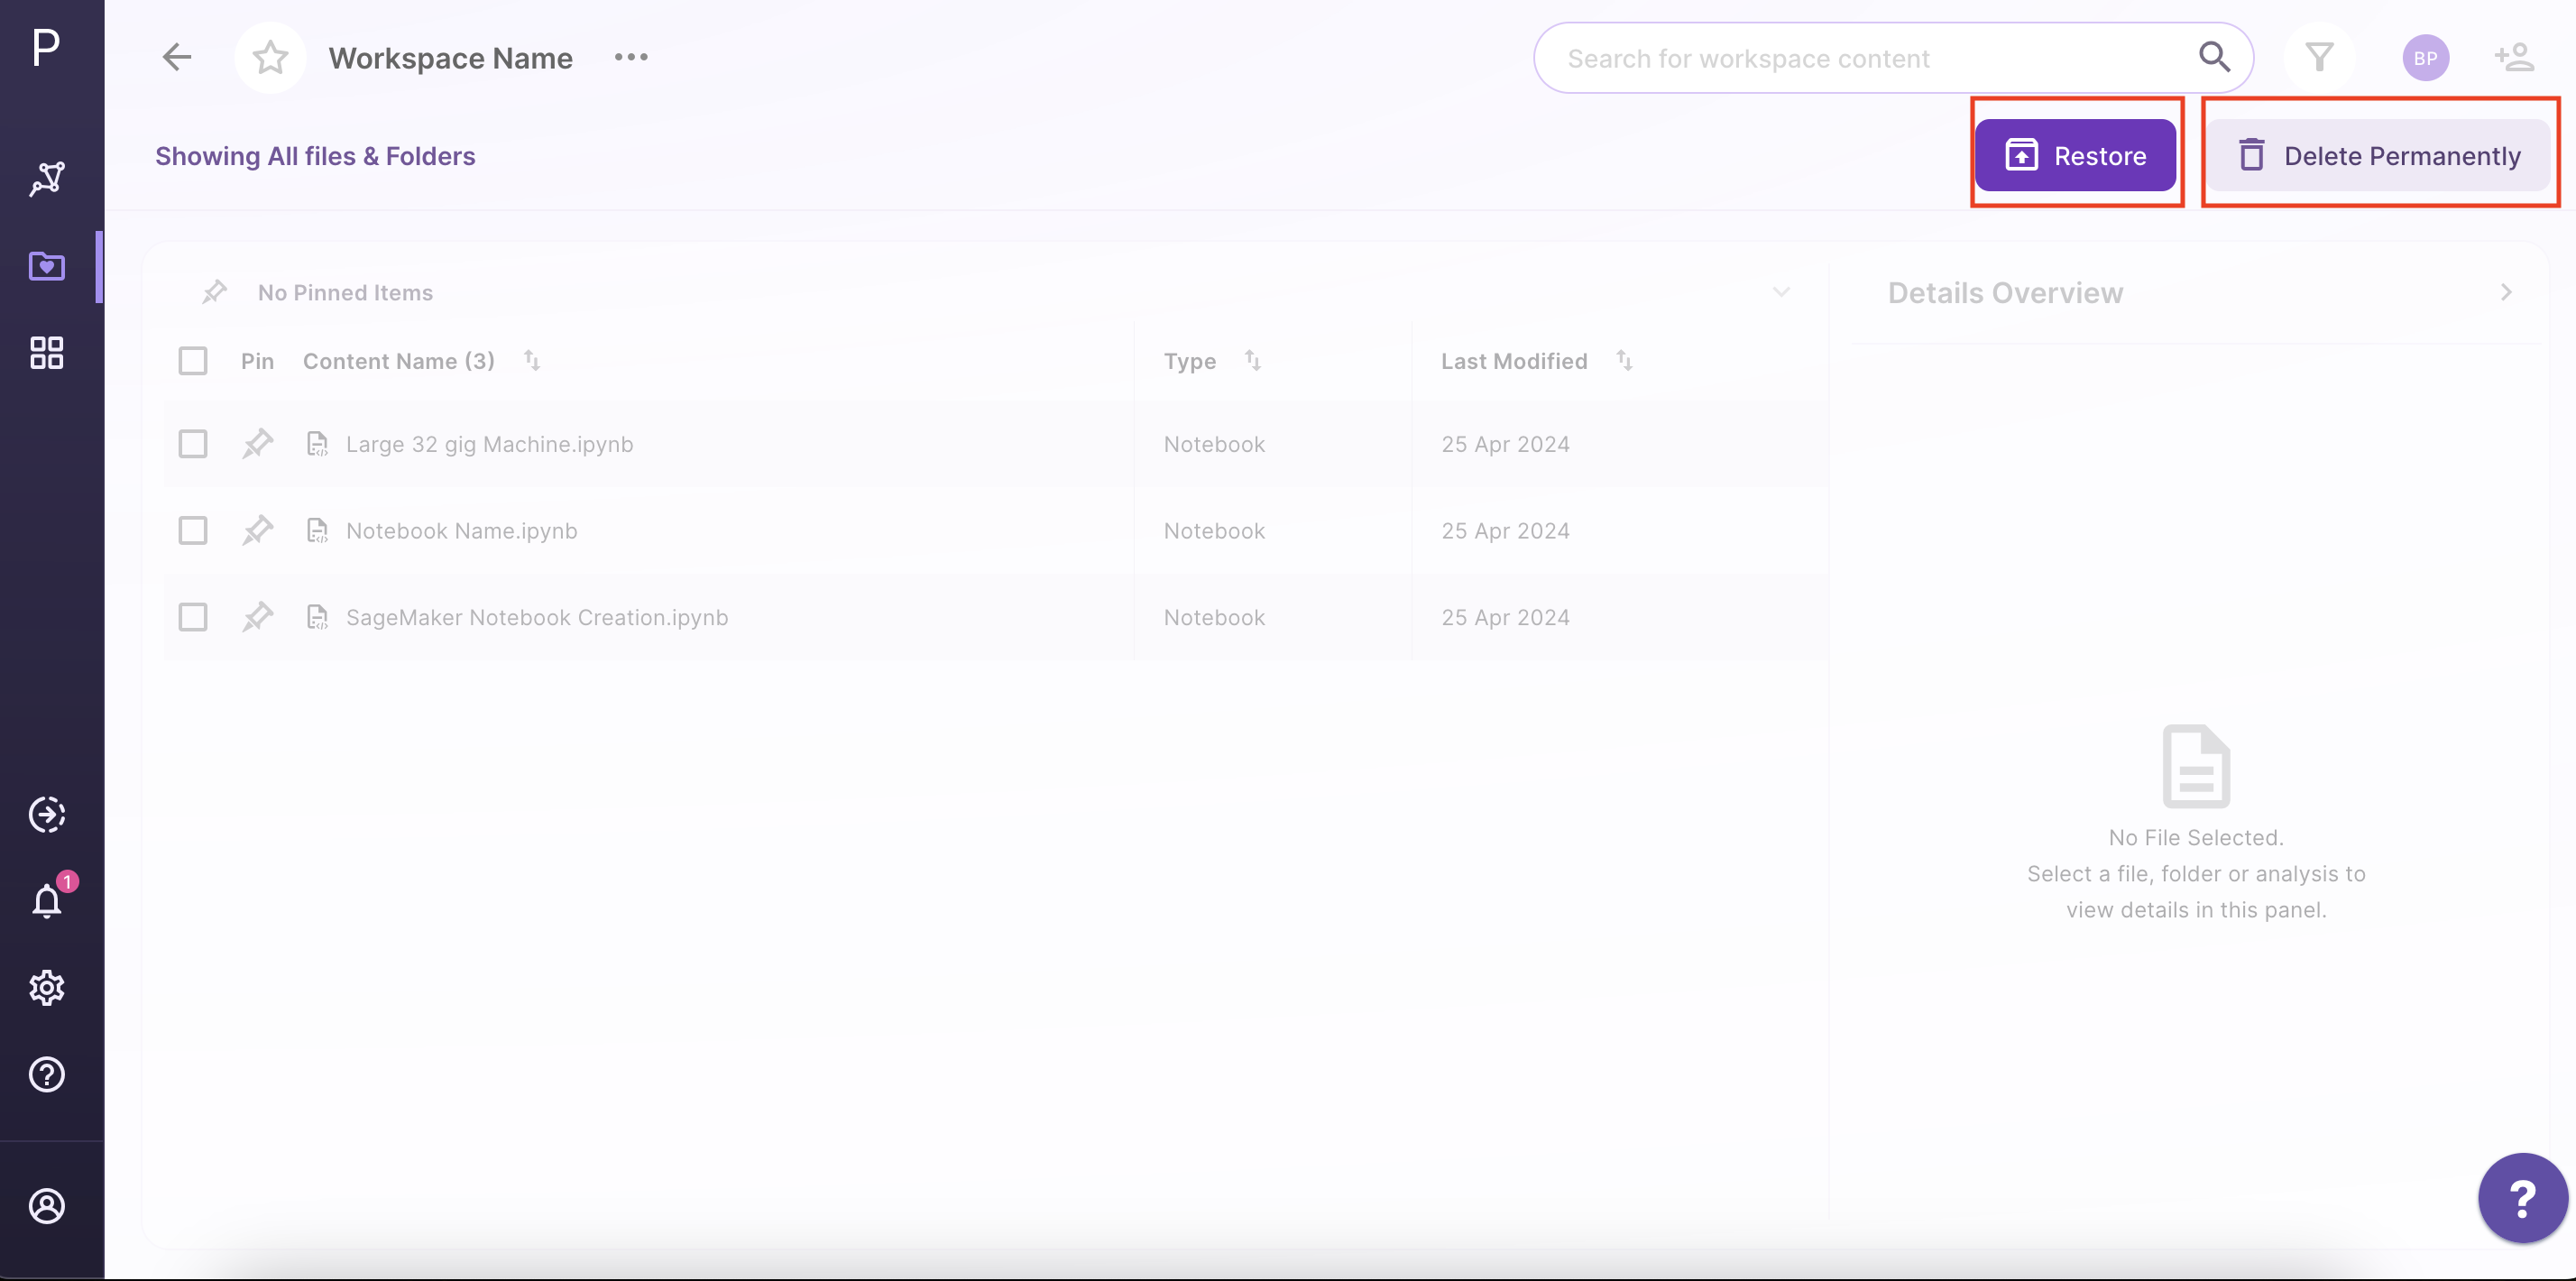 P
Workspace Name
Search for workspace content
BP
Showing All files & Folders
Restore
Delete Permanently
No Pinned Items
Details Overview
Pin Content Name (3) Type Last Modified
Large 32 gig Machine.ipynb Notebook 25 Apr 2024
Notebook Name.ipynb Notebook 25 Apr 2024
SageMaker Notebook Creation.ipynb Notebook 25 Apr 2024
No File Selected.
Select a file, folder or analysis to
view details in this panel.
1
?
?